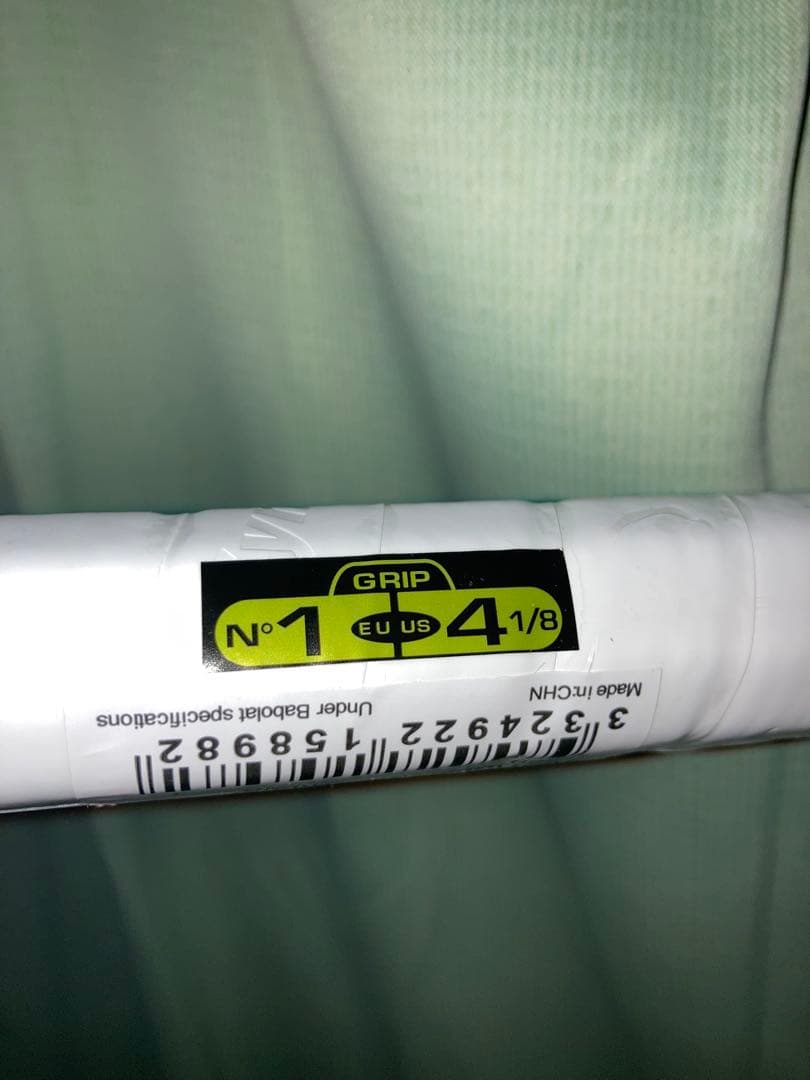 GRIP
N° 1 EU US 4 1/8
Made in:CHN Under Babolat specifications
3 324922 158982